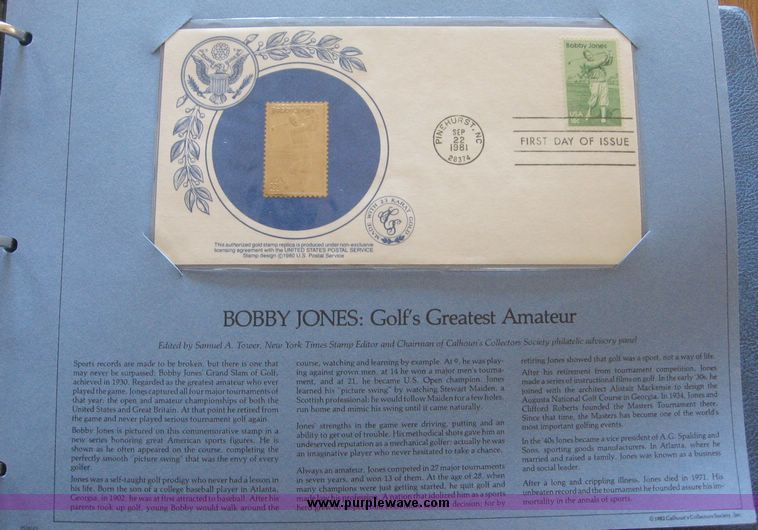 Bobby Jones
USA
18c
PINEHURST, NC
SEP
22
1981
28374
FIRST DAY OF ISSUE
MADE WITH 23 KARAT GOLD
This authorized gold stamp replica is produced under non-exclusive
licensing agreement with the UNITED STATES POSTAL SERVICE
Stamp design ©1980 U.S. Postal Service
BOBBY JONES: Golf's Greatest Amateur
Edited by Samuel A. Tower, New York Times Stamp Editor and Chairman of Calhoun's Collectors Society philatelic advisory panel
Sports records are made to be broken, but there is one that
may never be surpassed: Bobby Jones' Grand Slam of Golf,
achieved in 1930. Regarded as the greatest amateur who ever
played the game, Jones captured all four major tournaments of
that year: the open and amateur championships of both the
United States and Great Britain. At that point he retired from
the game and never played serious tournament golf again.
Bobby Jones is pictured on this commemorative stamp in a
new series honoring great American sports figures. He is
shown as he often appeared on the course, completing the
perfectly smooth "picture swing" that was the envy of every
golfer.
Jones was a self-taught golf prodigy who never had a lesson in
his life. Born the son of a college baseball player in Atlanta,
Georgia, in 1902, he was at first attracted to baseball. After his
parents took up golf, young Bobby would walk around the
course, watching and learning by example. At 9, he was play-
ing against grown men, at 14 he won a major men's tourna-
ment, and at 21, he became U.S. Open champion. Jones
learned his "picture swing" by watching Stewart Maiden, a
Scottish professional; he would follow Maiden for a few holes,
run home and mimic his swing until it came naturally.
Jones' strengths in the game were driving, putting and an
ability to get out of trouble. His methodical shots gave him an
undeserved reputation as a mechanical golfer; actually he was
an imaginative player who never hesitated to take a chance.
Always an amateur, Jones competed in 27 major tournaments
in seven years, and won 13 of them. At the age of 28, when
many champions were just getting started, he quit golf and
made law his profession. A nation that idolized him as a sports
decision; for by
retiring Jones showed that golf was a sport, not a way of life.
After his retirement from tournament competition, Jones
made a series of instructional films on golf. In the early '30s, he
joined with the architect Alistair Mackenzie to design the
Augusta National Golf Course in Georgia. In 1934, Jones and
Clifford Roberts founded the Masters Tournament there.
Since that time, the Masters has become one of the world's
most important golfing events.
In the '40s Jones became a vice president of A.G. Spalding and
Sons, sporting goods manufacturers. In Atlanta, where he
married and raised a family, Jones was known as a business
and social leader.
After a long and crippling illness, Jones died in 1971. His
unbeaten record and the tournament he founded assure his im-
mortality in the annals of sports.
© 1983 Calhoun's Collectors Society, Inc.
www.purplewave.com